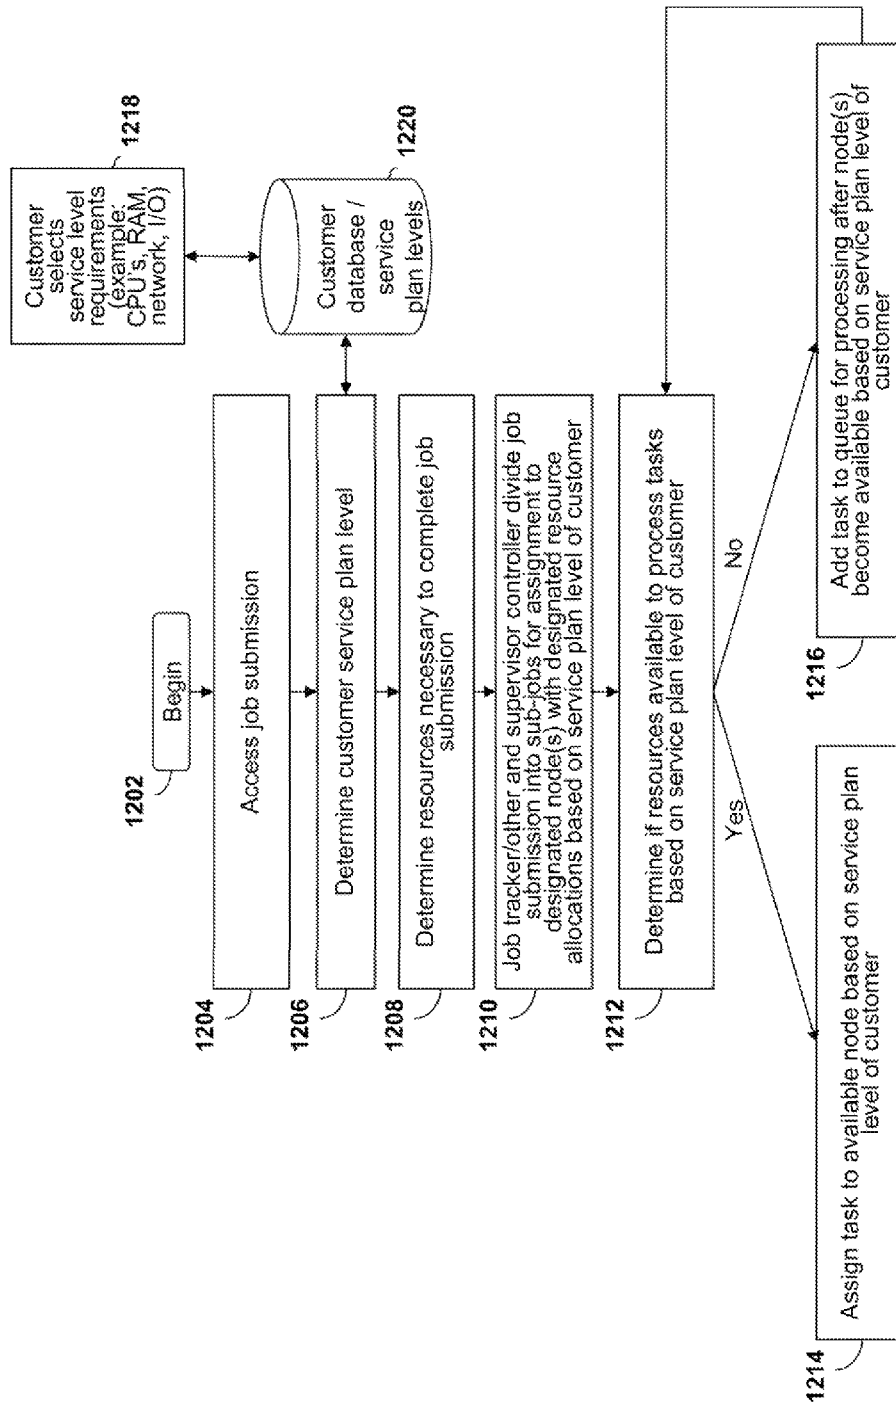 Customer
selects
service level
requirements
(example:
CPU's, RAM,
network, I/O)
1218
Begin
1202
Customer
database /
service
plan levels
1220
Access job submission
1204
Determine customer service plan level
1206
Determine resources necessary to complete job
submission
1208
Job tracker/other and supervisor controller divide job
submission into sub-jobs for assignment to
designated node(s) with designated resource
allocations based on service plan level of customer
1210
Determine if resources available to process tasks
based on service plan level of customer
1212
Yes
No
Assign task to available node based on service plan
level of customer
1214
Add task to queue for processing after node(s)
become available based on service plan level of
customer
1216